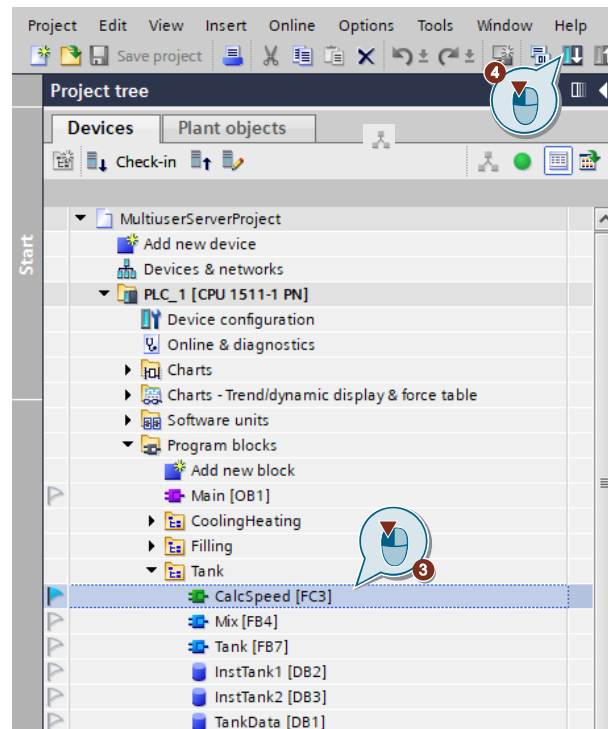 Project Edit View Insert Online Options Tools Window Help
Save project
4
Project tree
Devices Plant objects
Check-in
Start
MultiuserServerProject
Add new device
Devices & networks
PLC_1 [CPU 1511-1 PN]
Device configuration
Online & diagnostics
Charts
Charts - Trend/dynamic display & force table
Software units
Program blocks
Add new block
Main [OB1]
CoolingHeating
Filling
3
Tank
CalcSpeed [FC3]
Mix [FB4]
Tank [FB7]
InstTank1 [DB2]
InstTank2 [DB3]
TankData [DB1]